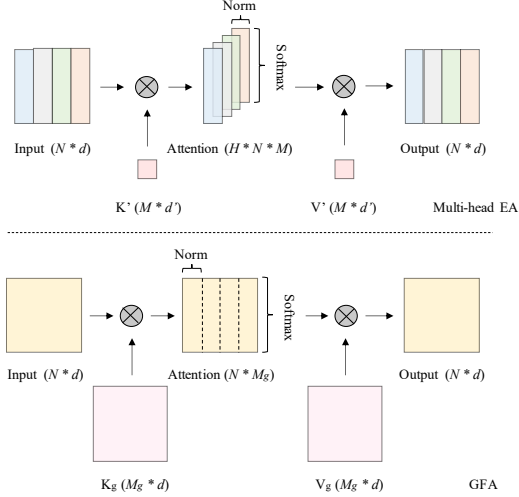 Norm
Softmax
Input (N * d)
Attention (H * N * M)
Output (N * d)
K' (M * d')
V' (M * d')
Multi-head EA
Norm
Softmax
Input (N * d)
Attention (N * Mg)
Output (N * d)
Kg (Mg * d)
Vg (Mg * d)
GFA